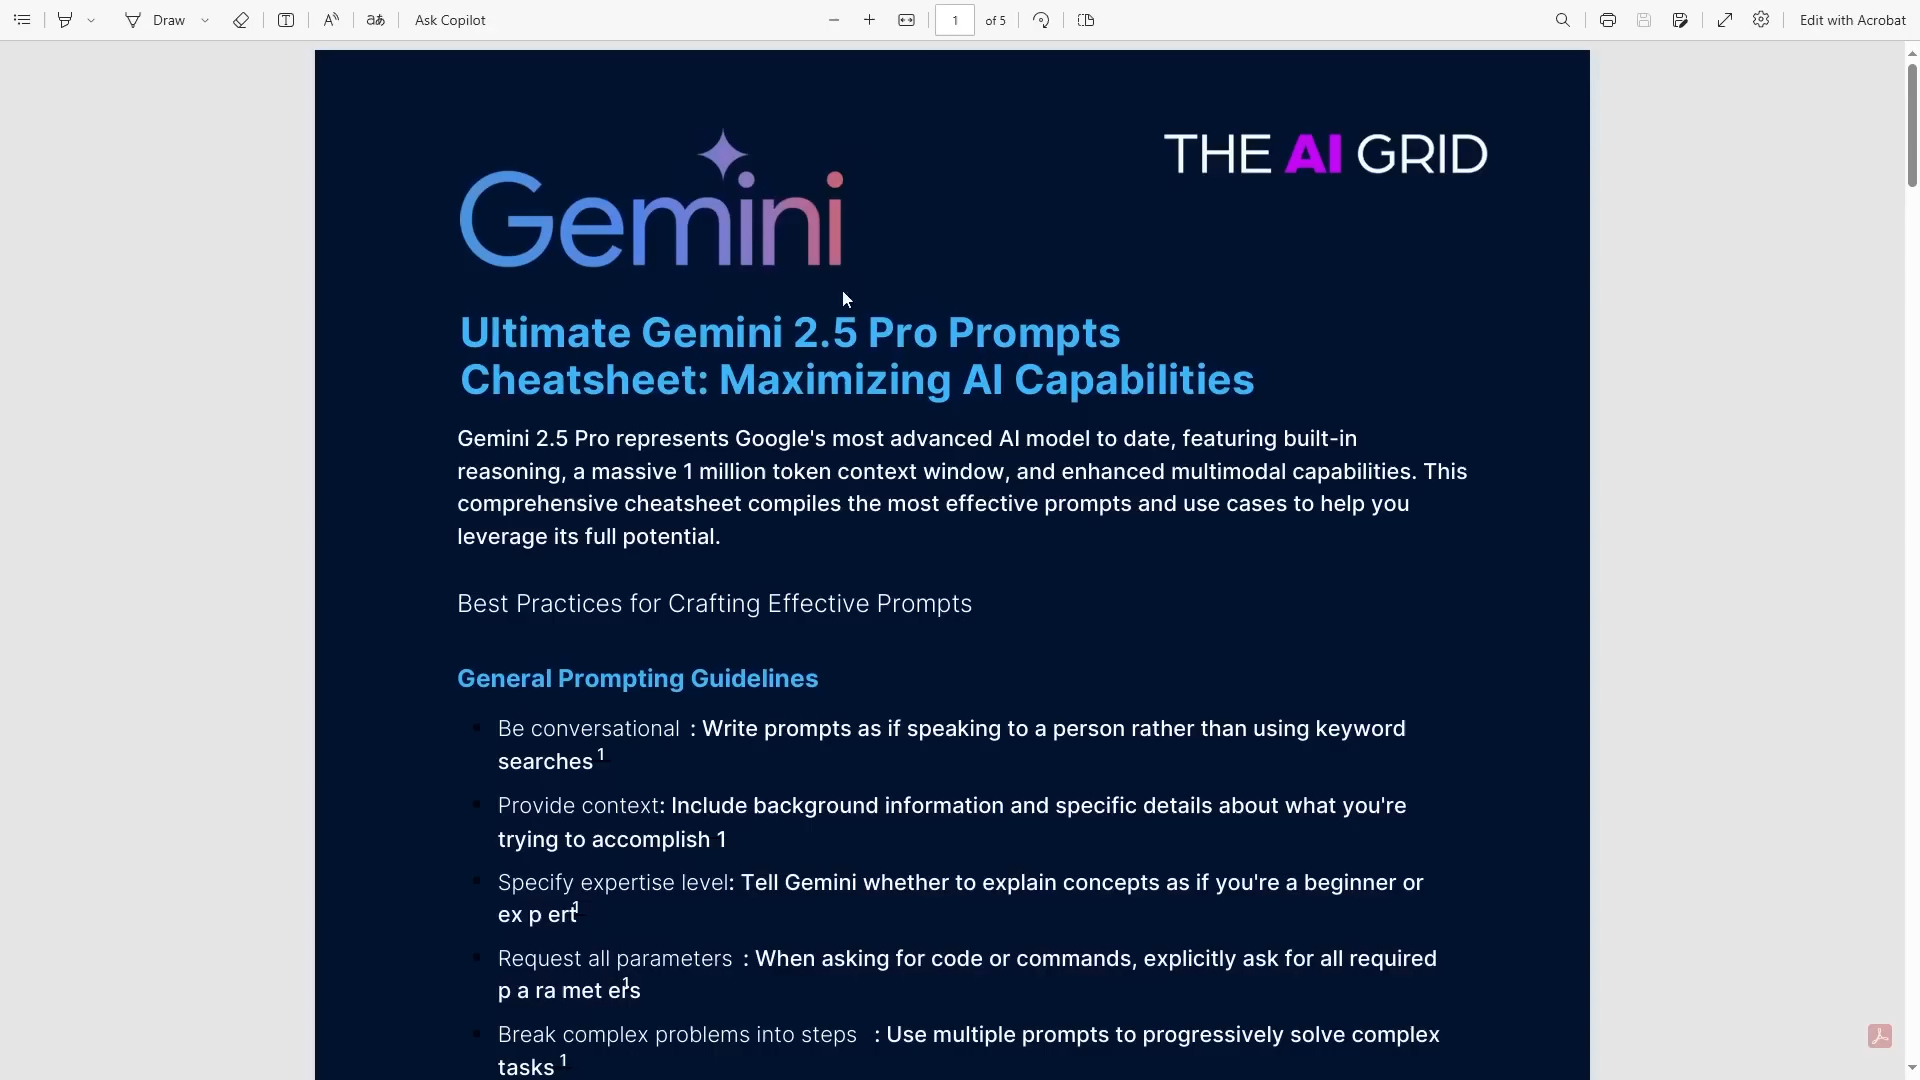 Draw
aあ
Ask Copilot
1
of 5
Edit with Acrobat
Gemini
THE AI GRID
Ultimate Gemini 2.5 Pro Prompts
Cheatsheet: Maximizing AI Capabilities
Gemini 2.5 Pro represents Google's most advanced AI model to date, featuring built-in
reasoning, a massive 1 million token context window, and enhanced multimodal capabilities. This
comprehensive cheatsheet compiles the most effective prompts and use cases to help you
leverage its full potential.
Best Practices for Crafting Effective Prompts
General Prompting Guidelines
Be conversational : Write prompts as if speaking to a person rather than using keyword
searches 1
Provide context: Include background information and specific details about what you're
trying to accomplish 1
Specify expertise level: Tell Gemini whether to explain concepts as if you're a beginner or
ex p ert 1
Request all parameters : When asking for code or commands, explicitly ask for all required
p a ra met ers 1
Break complex problems into steps : Use multiple prompts to progressively solve complex
tasks 1